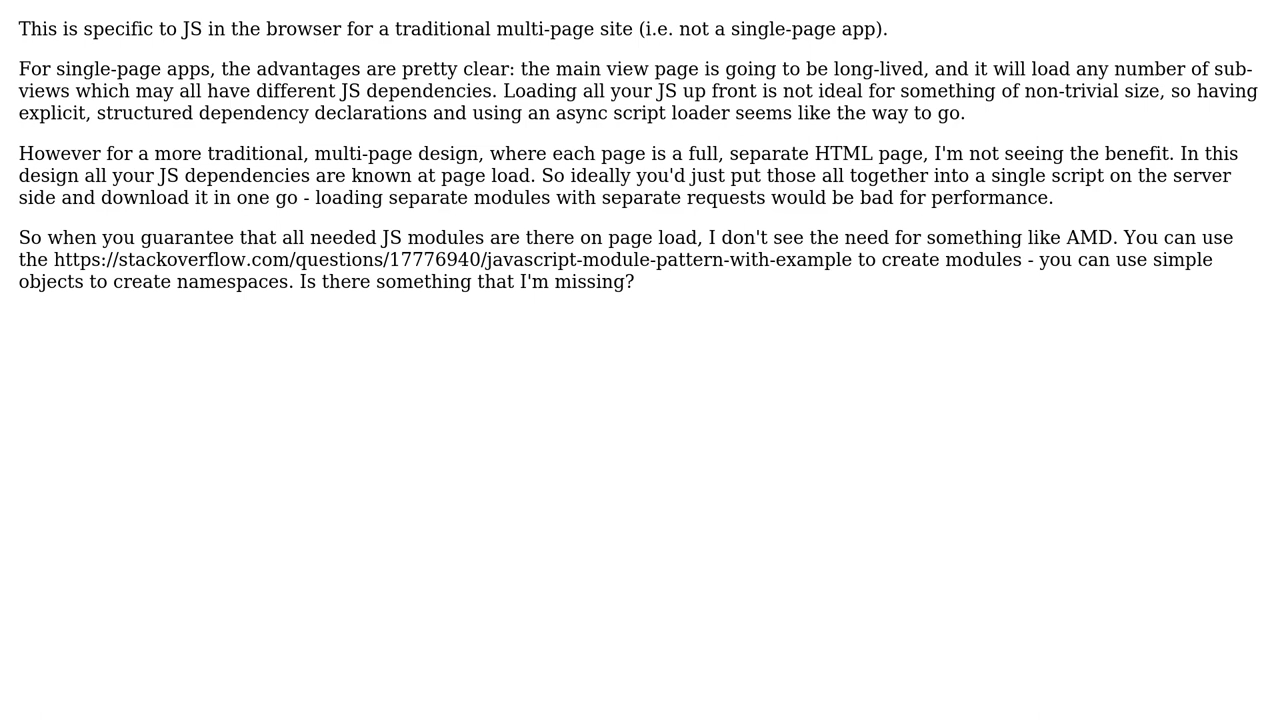 This is specific to JS in the browser for a traditional multi-page site (i.e. not a single-page app).
For single-page apps, the advantages are pretty clear: the main view page is going to be long-lived, and it will load any number of sub-
views which may all have different JS dependencies. Loading all your JS up front is not ideal for something of non-trivial size, so having
explicit, structured dependency declarations and using an async script loader seems like the way to go.
However for a more traditional, multi-page design, where each page is a full, separate HTML page, I'm not seeing the benefit. In this
design all your JS dependencies are known at page load. So ideally you'd just put those all together into a single script on the server
side and download it in one go - loading separate modules with separate requests would be bad for performance.
So when you guarantee that all needed JS modules are there on page load, I don't see the need for something like AMD. You can use
the https://stackoverflow.com/questions/17776940/javascript-module-pattern-with-example to create modules - you can use simple
objects to create namespaces. Is there something that I'm missing?